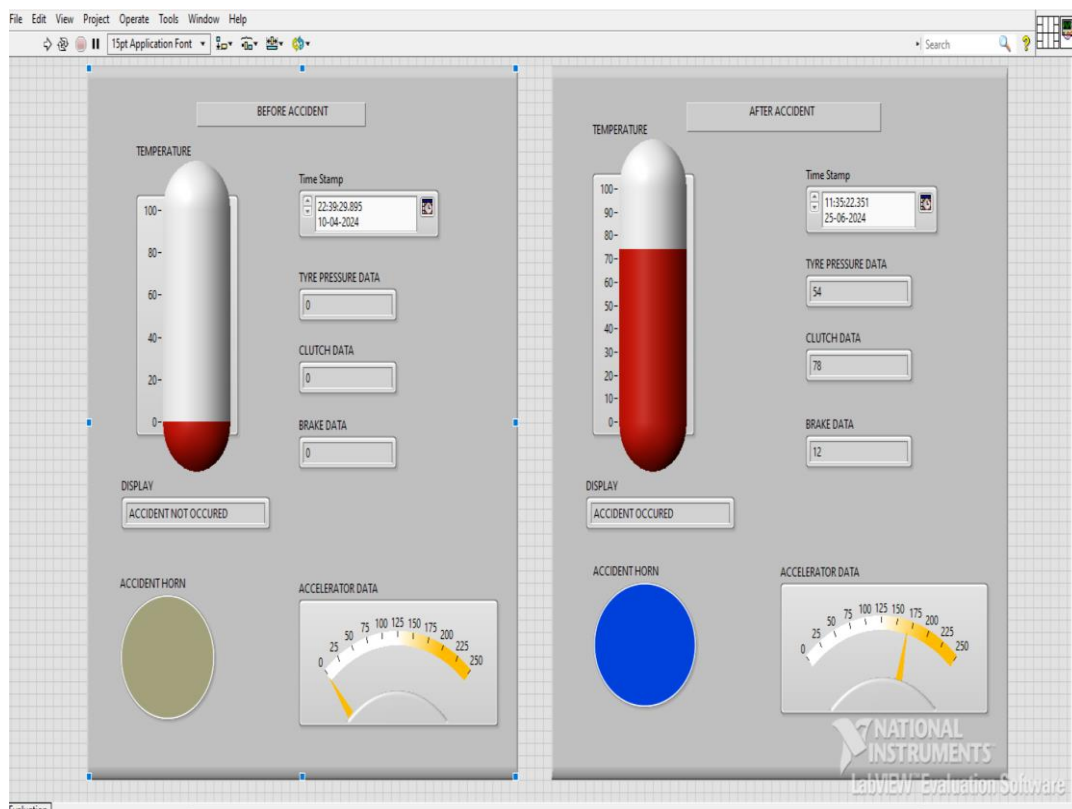 File Edit View Project Operate Tools Window Help
15pt Application Font
Search
BEFORE ACCIDENT
TEMPERATURE
100
80
60
40
20
0
Time Stamp
22:39:29.895
10-04-2024
TYRE PRESSURE DATA
0
CLUTCH DATA
0
BRAKE DATA
0
DISPLAY
ACCIDENT NOT OCCURED
ACCIDENT HORN
ACCELERATOR DATA
0 25 50 75 100 125 150 175 200 225 250
AFTER ACCIDENT
TEMPERATURE
100
90
80
70
60
50
40
30
20
10
0
Time Stamp
11:35:22.351
25-06-2024
TYRE PRESSURE DATA
54
CLUTCH DATA
78
BRAKE DATA
12
DISPLAY
ACCIDENT OCCURED
ACCIDENT HORN
ACCELERATOR DATA
0 25 50 75 100 125 150 175 200 225 250
NATIONAL
INSTRUMENTS
LabVIEW Evaluation Software